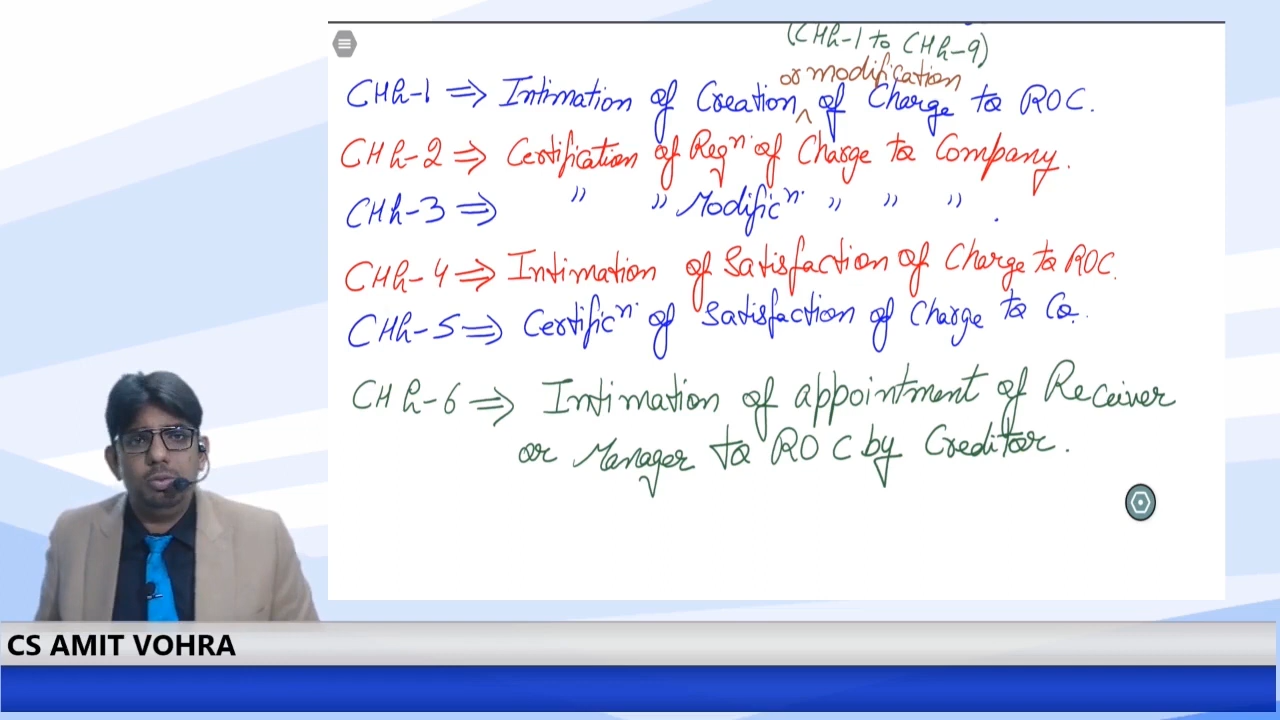 (CHG-1 to CHG-9)
or modification
CHG-1 ⇒ Intimation of Creation ^ of Charge to ROC.
CHG-2 ⇒ Certification of Regn of Charge to Company.
CHG-3 ⇒ " " Modificn. " " " .
CHG-4 ⇒ Intimation of Satisfaction of Charge to ROC.
CHG-5 ⇒ Certificn. of Satisfaction of Charge to Co.
CHG-6 ⇒ Intimation of appointment of Receiver
or Manager to ROC by Creditor.
CS AMIT VOHRA